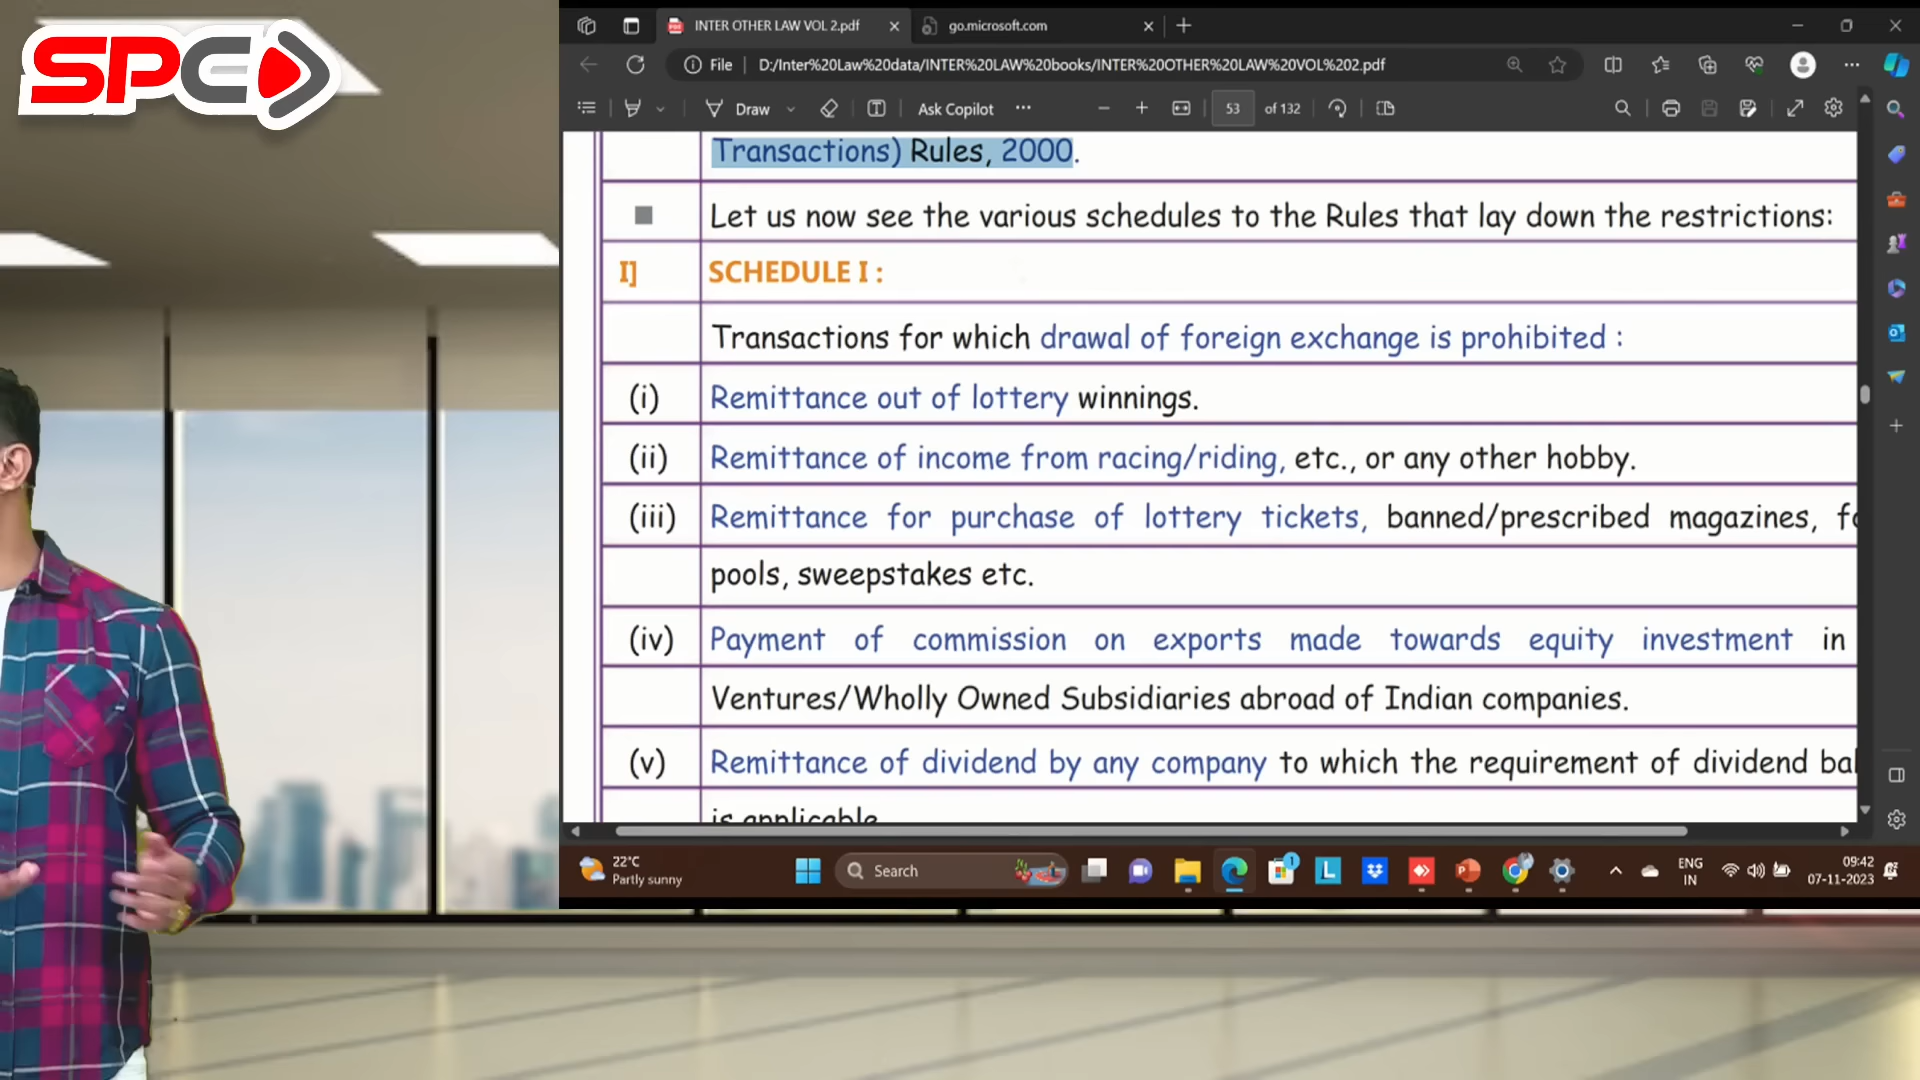 SPC
INTER OTHER LAW VOL 2.pdf
go.microsoft.com
File
D:/Inter%20Law%20data/INTER%20LAW%20books/INTER%20OTHER%20LAW%20VOL%202.pdf
Draw
Ask Copilot
53 of 132
Transactions) Rules, 2000.
Let us now see the various schedules to the Rules that lay down the restrictions:
I] SCHEDULE I :
Transactions for which drawal of foreign exchange is prohibited :
(i) Remittance out of lottery winnings.
(ii) Remittance of income from racing/riding, etc., or any other hobby.
(iii) Remittance for purchase of lottery tickets, banned/prescribed magazines,
pools, sweepstakes etc.
(iv) Payment of commission on exports made towards equity investment in
Ventures/Wholly Owned Subsidiaries abroad of Indian companies.
(v) Remittance of dividend by any company to which the requirement of dividend bal
is applicable
22°C
Partly sunny
Search
1
L
ENG
IN
09:42
07-11-2023